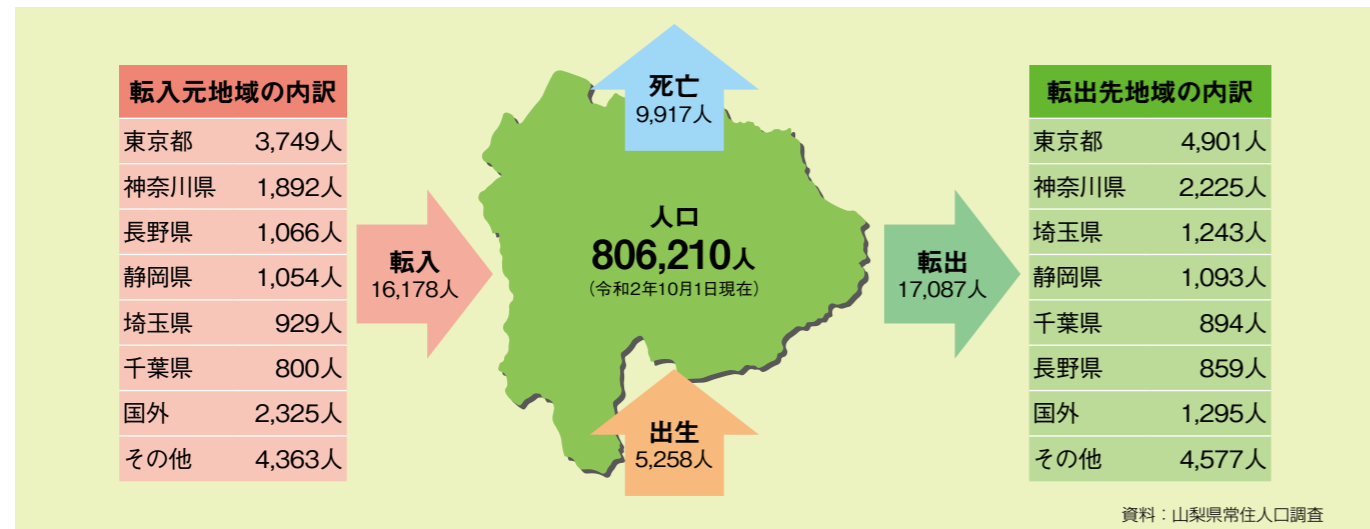 転入元地域の内訳
東京都 3,749人
神奈川県 1,892人
長野県 1,066人
静岡県 1,054人
埼玉県 929人
千葉県 800人
国外 2,325人
その他 4,363人
転入
16,178人
死亡
9,917人
人口
806,210人
(令和2年10月1日現在)
出生
5,258人
転出
17,087人
転出先地域の内訳
東京都 4,901人
神奈川県 2,225人
埼玉県 1,243人
静岡県 1,093人
千葉県 894人
長野県 859人
国外 1,295人
その他 4,577人
資料：山梨県常住人口調査